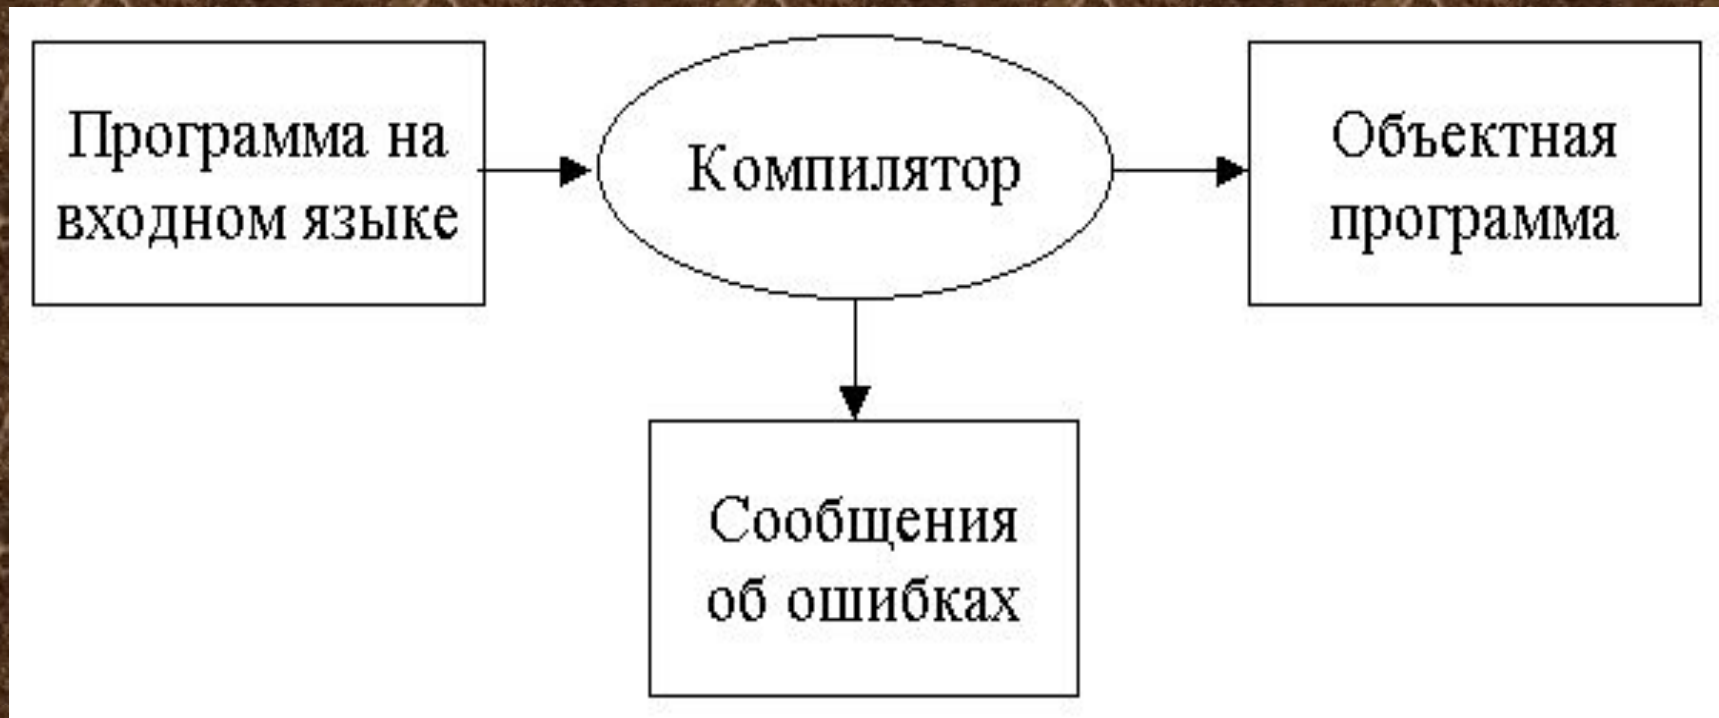 Программа на
входном языке
Компилятор
Объектная
программа
Сообщения
об ошибках